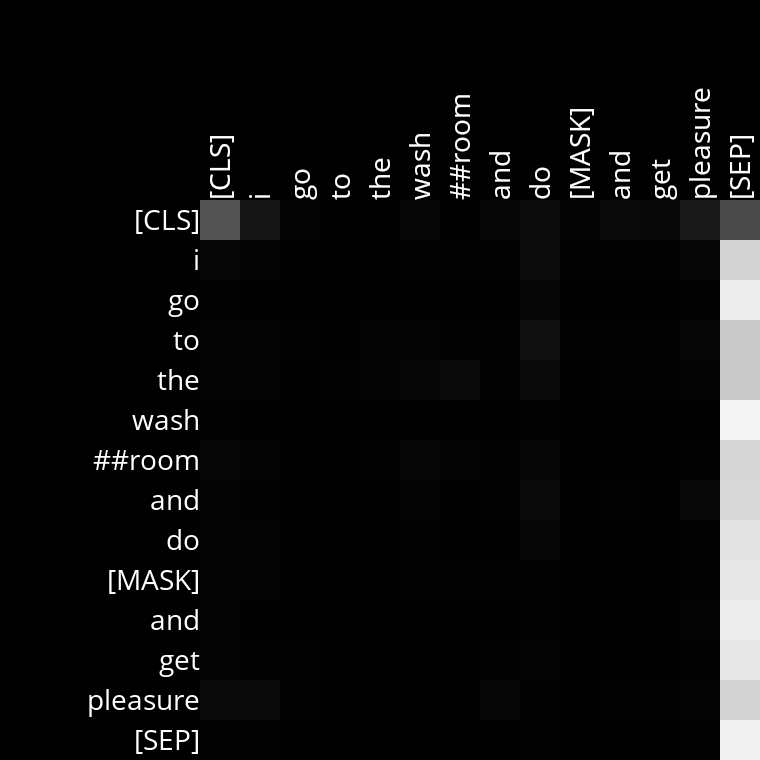 [CLS] i go to the wash ##room and do [MASK] and get pleasure [SEP]
[CLS]
i
go
to
the
wash
##room
and
do
[MASK]
and
get
pleasure
[SEP]